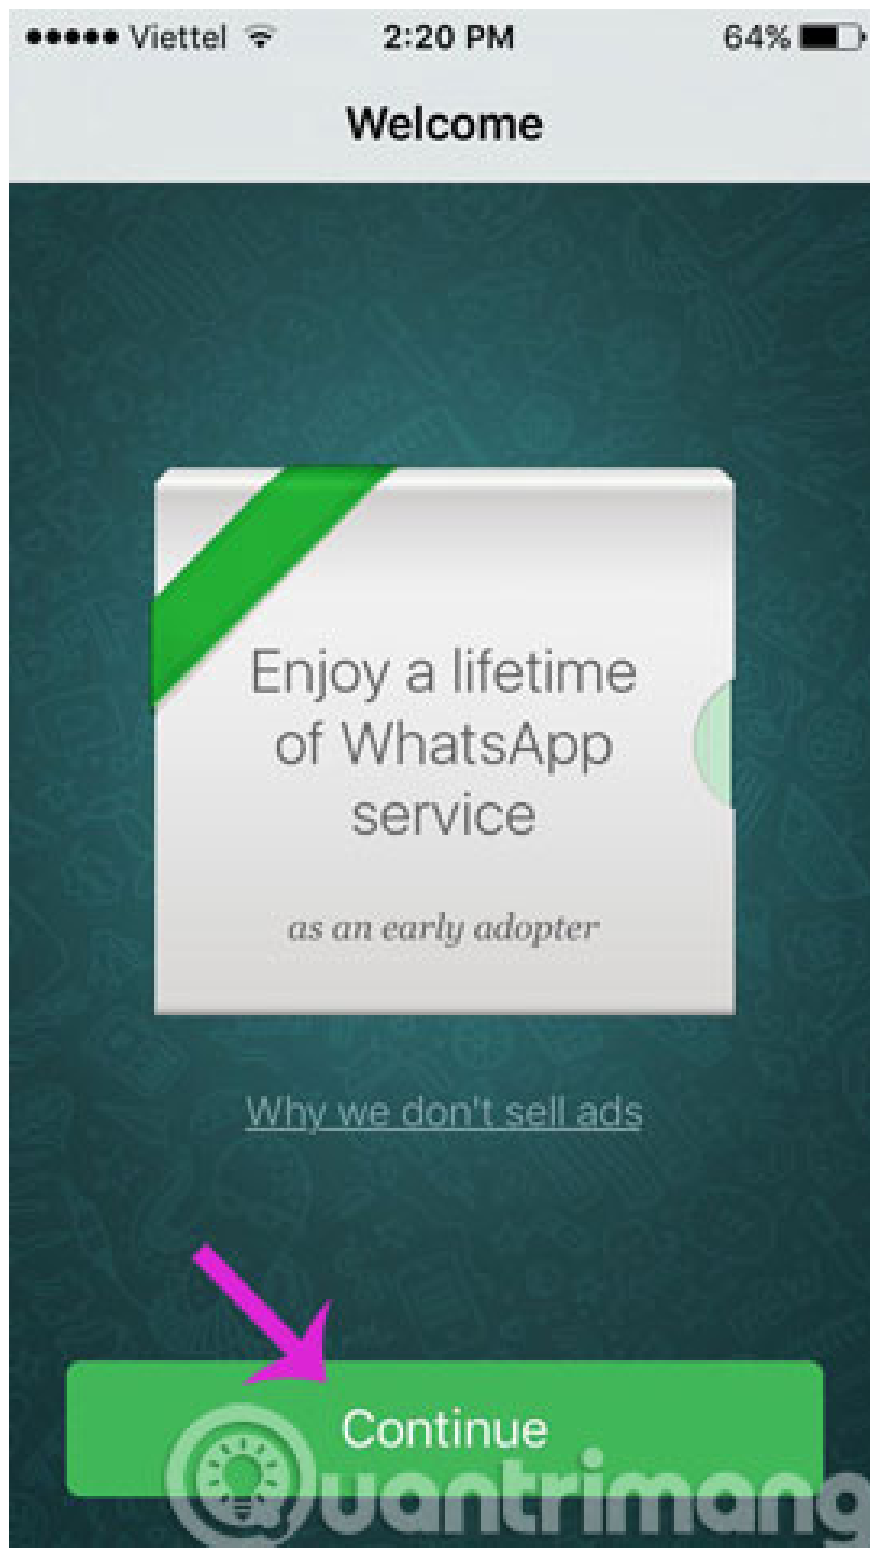 Viettel 2:20 PM 64%
Welcome
Enjoy a lifetime
of WhatsApp
service
as an early adopter
Why we don't sell ads
Continue
Quantrimang